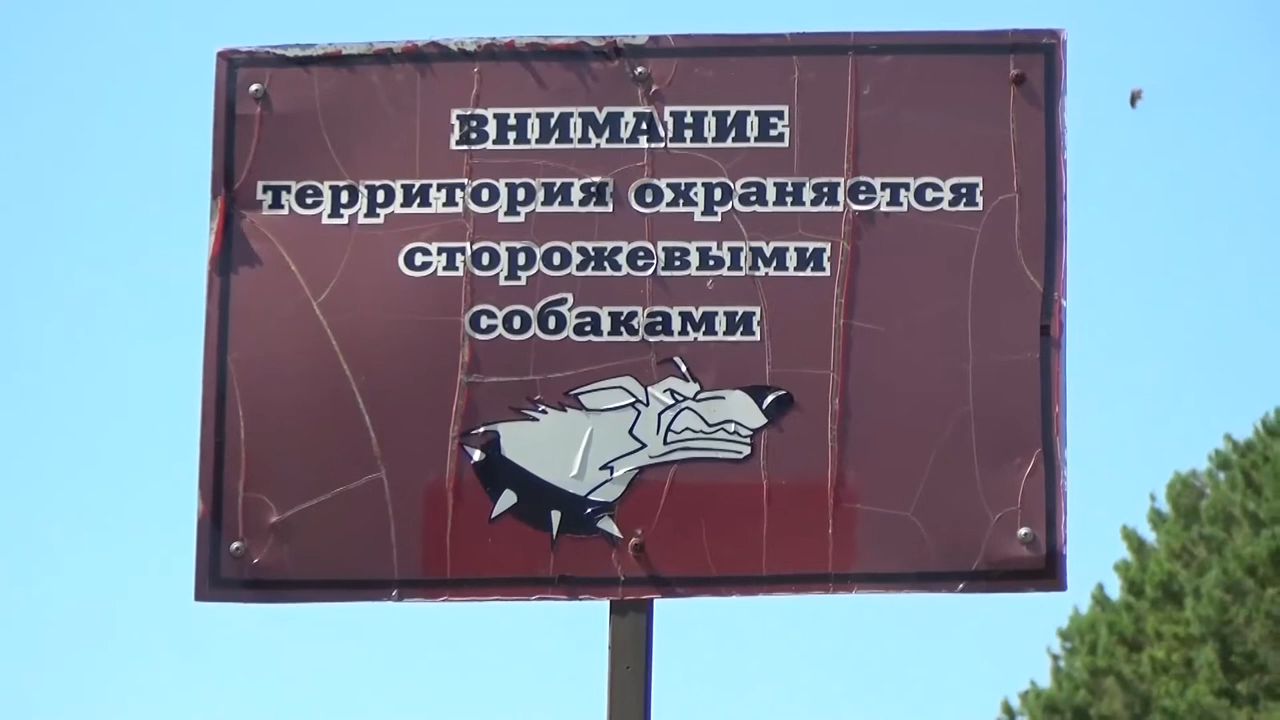 ВНИМАНИЕ
территория охраняется
сторожевыми
собаками